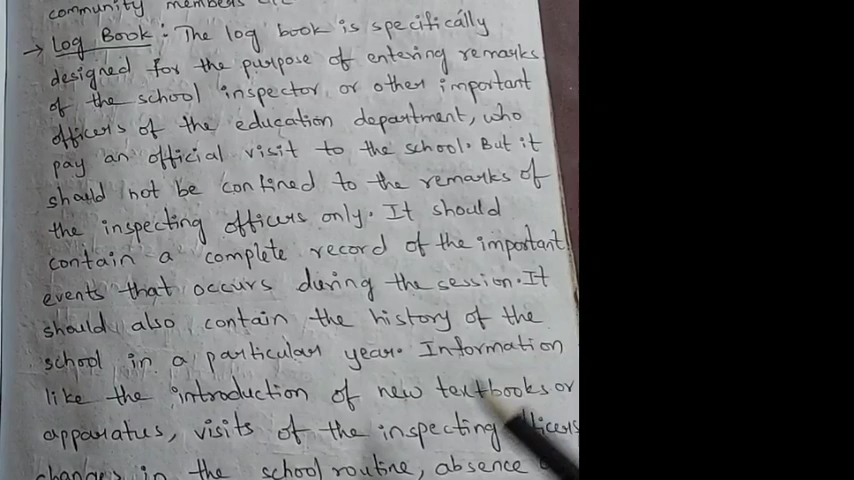 community members etc
→ Log Book : The log book is specifically
designed for the purpose of entering remarks
of the school inspector or other important
officers of the education department, who
pay an official visit to the school. But it
should not be confined to the remarks of
the inspecting officers only. It should
contain a complete record of the important
events that occurs during the session. It
should also contain the history of the
school in a particular year. Information
like the introduction of new textbooks or
apparatus, visits of the inspecting officers
changes in the school routine, absence